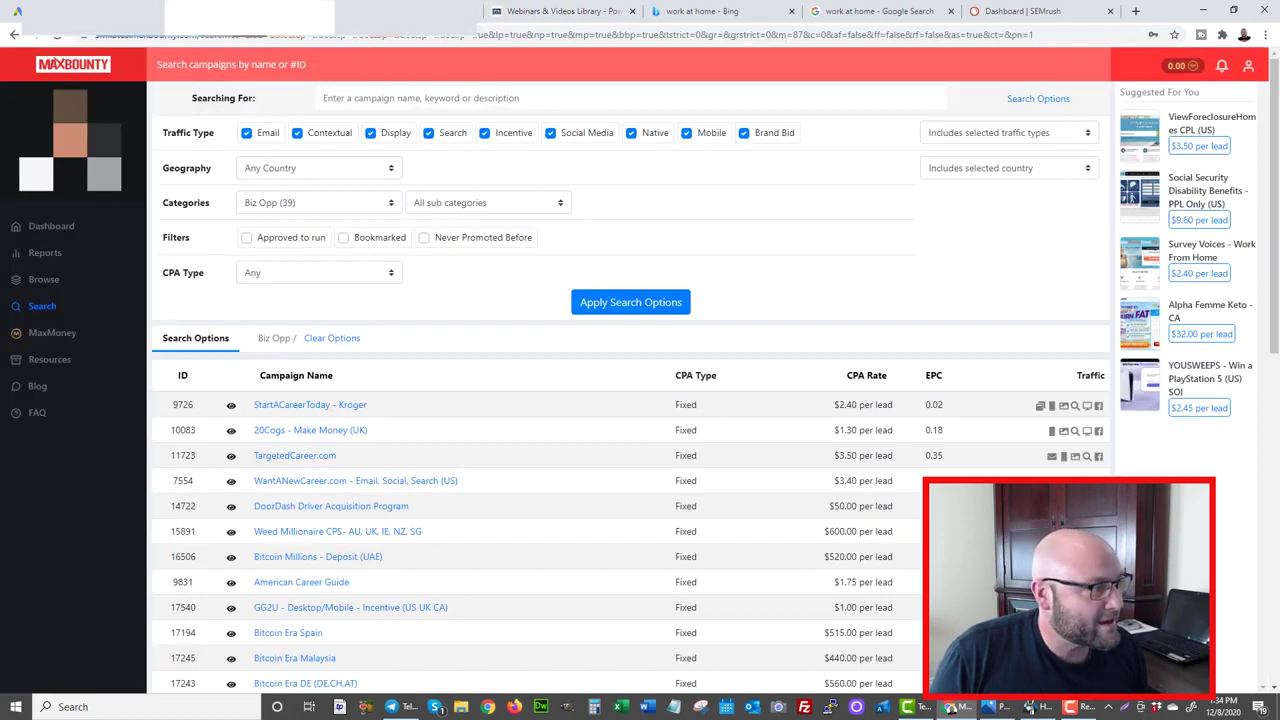 Webinars & Videos Library - Po
work at home - Bing
Google Search
Dashboard | SEMrush
MAXBOUNTY
Search campaigns by name or #ID
0.00
Searching For:
Enter a campaign name, keyword or description
Search Options
Traffic Type
Email
Contextual
Display
Search
Incentive
Social Media
Native
Brand Bid
Includes selected traffic types
Geography
Any Country
Includes selected country
Categories
Biz Opp (39)
All sub categories
Filters
Approved to run
Bookmarked
Never Promoted Before
CPA Type
Any
Apply Search Options
Search Options
Biz Opp /
Clear Options
Dashboard
Reports
Browse
Search
MaxMoney
Resources
Blog
FAQ
ID Campaign Name CPA Type CPA EPC Traffic
9726 StartACareerToday - Kroger Fixed $2.40 per lead 0.02
10083 20Cogs - Make Money (UK) Fixed $1.30 per lead 0.18
11723 TargetedCareer.com Fixed $3.50 per lead 0.35
7554 WantANewCareer.com - Email, Social, Search (US) Fixed $3.40 per lead
14722 DoorDash Driver Acquisition Program Fixed $50.00 per lead
15891 Weed Millionaire CPS- AU, UK, IE, NZ, SG Fixed $600.00 per lead
16506 Bitcoin Millions - Deposit (UAE) Fixed $520.00 per lead
9831 American Career Guide Fixed $1.75 per lead
17540 GG2U - Desktop/Mobile - Incentive (US UK CA) Fixed $1.00 per lead
17194 Bitcoin Era Spain Fixed $515.00 per lead
17245 Bitcoin Era Malaysia Fixed $440.00 per lead
17243 Bitcoin Era DE (DE,CH,AT) Fixed $560.00 per lead
Suggested For You
ViewForeclosureHom
es CPL (US)
$3.50 per lead
Social Security
Disability Benefits -
PPL Only (US)
$9.60 per lead
Survey Voices - Work
From Home
$2.40 per lead
Alpha Femme Keto -
CA
$32.00 per lead
YOUSWEEPS - Win a
PlayStation 5 (US)
SOI
$2.45 per lead
Search
12/8/2020